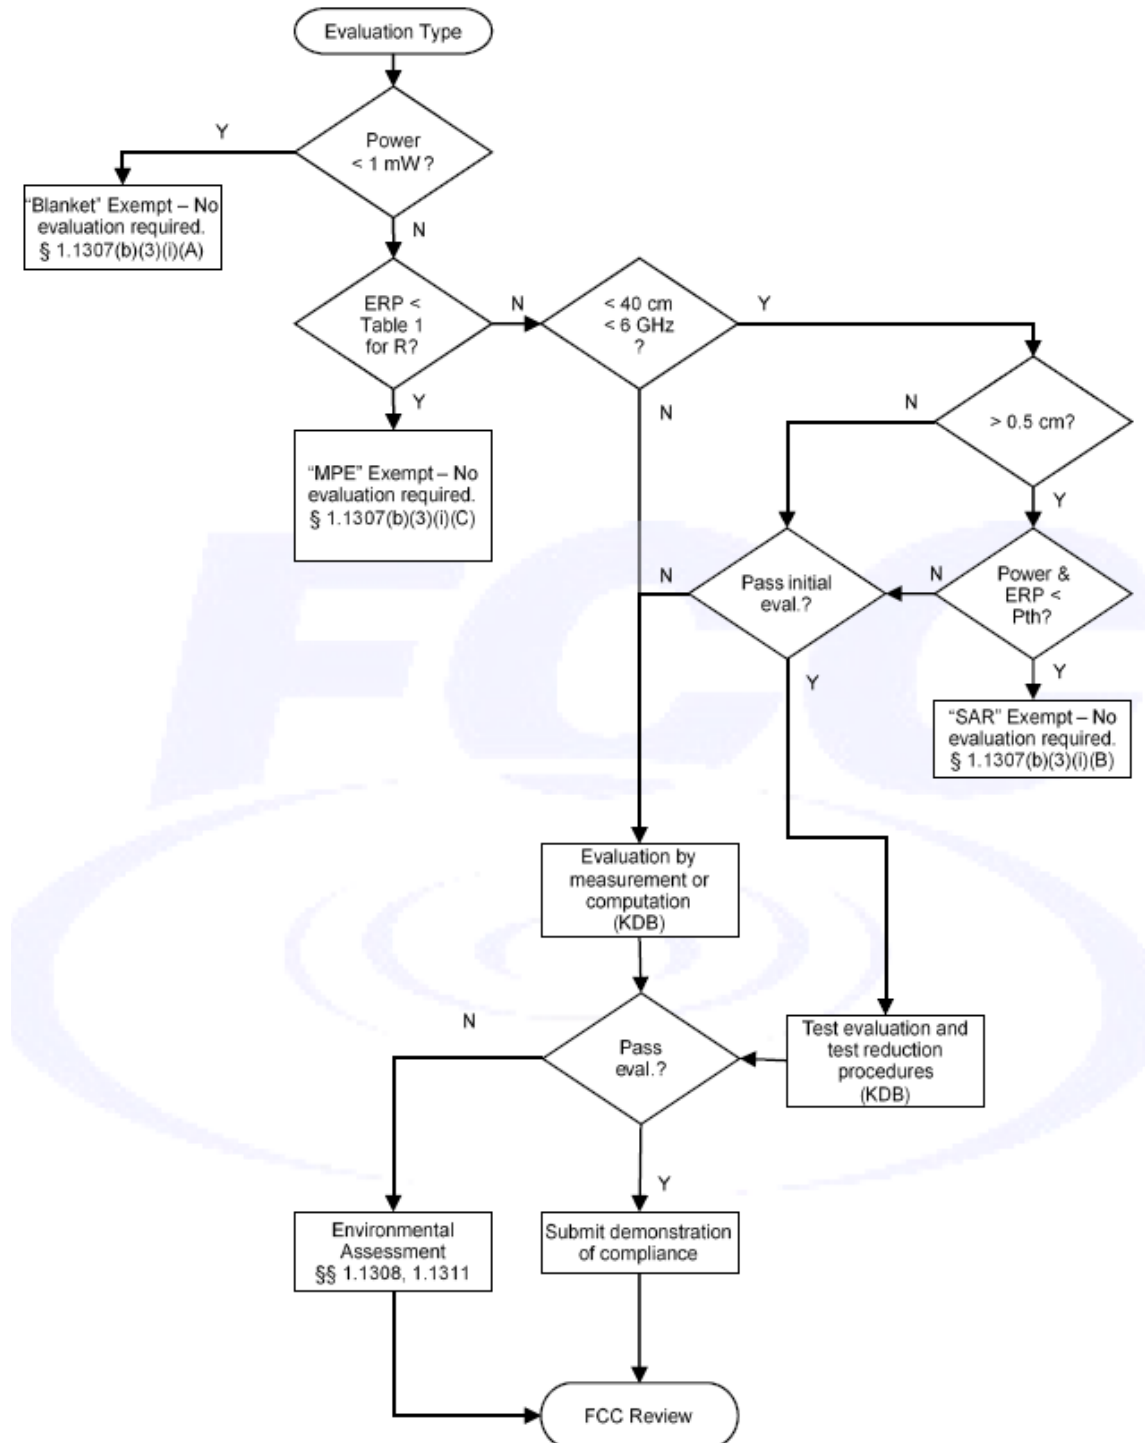 Evaluation Type
Power
< 1 mW ?
Y
"Blanket" Exempt – No
evaluation required.
§ 1.1307(b)(3)(i)(A)
N
ERP <
Table 1
for R?
N
< 40 cm
< 6 GHz
?
Y
Y
N
N
> 0.5 cm?
"MPE" Exempt – No
evaluation required.
§ 1.1307(b)(3)(i)(C)
Y
N
Pass initial
eval.?
N
Power &
ERP <
Pth?
Y
Y
"SAR" Exempt – No
evaluation required.
§ 1.1307(b)(3)(i)(B)
FCC
Evaluation by
measurement or
computation
(KDB)
N
Pass
eval.?
Test evaluation and
test reduction
procedures
(KDB)
Y
Environmental
Assessment
§§ 1.1308, 1.1311
Submit demonstration
of compliance
FCC Review